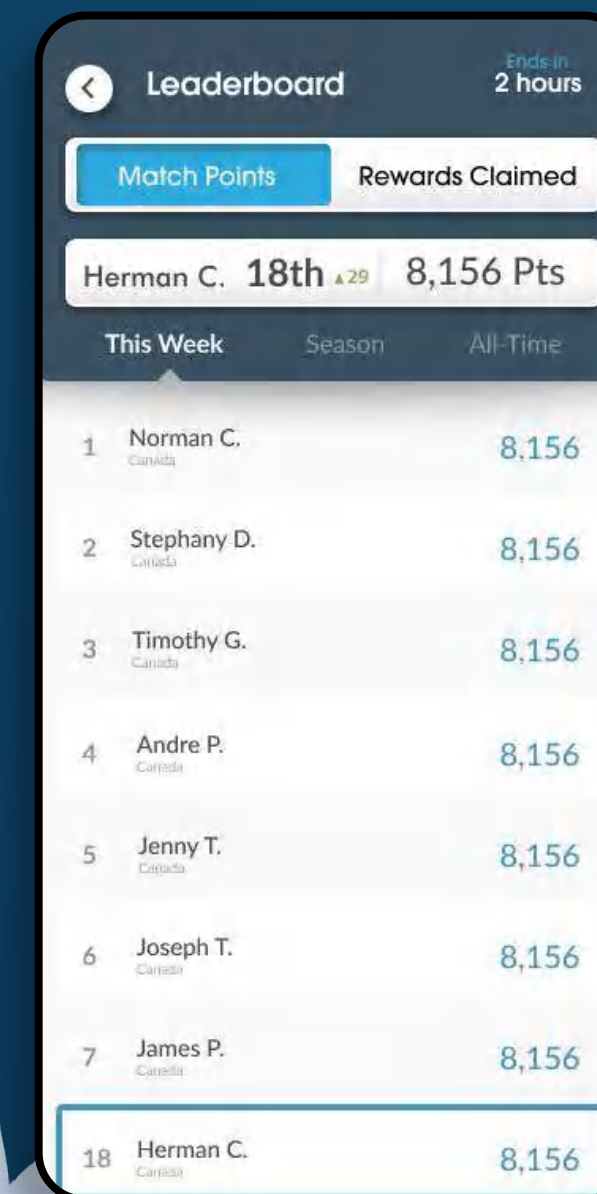 Leaderboard
Ends in
2 hours
Match Points
Rewards Claimed
Herman C. 18th ▲29 8,156 Pts
This Week Season All-Time
1 Norman C. 8,156
Canada
2 Stephany D. 8,156
Canada
3 Timothy G. 8,156
Canada
4 Andre P. 8,156
Canada
5 Jenny T. 8,156
Canada
6 Joseph T. 8,156
Canada
7 James P. 8,156
Canada
18 Herman C. 8,156
Canada